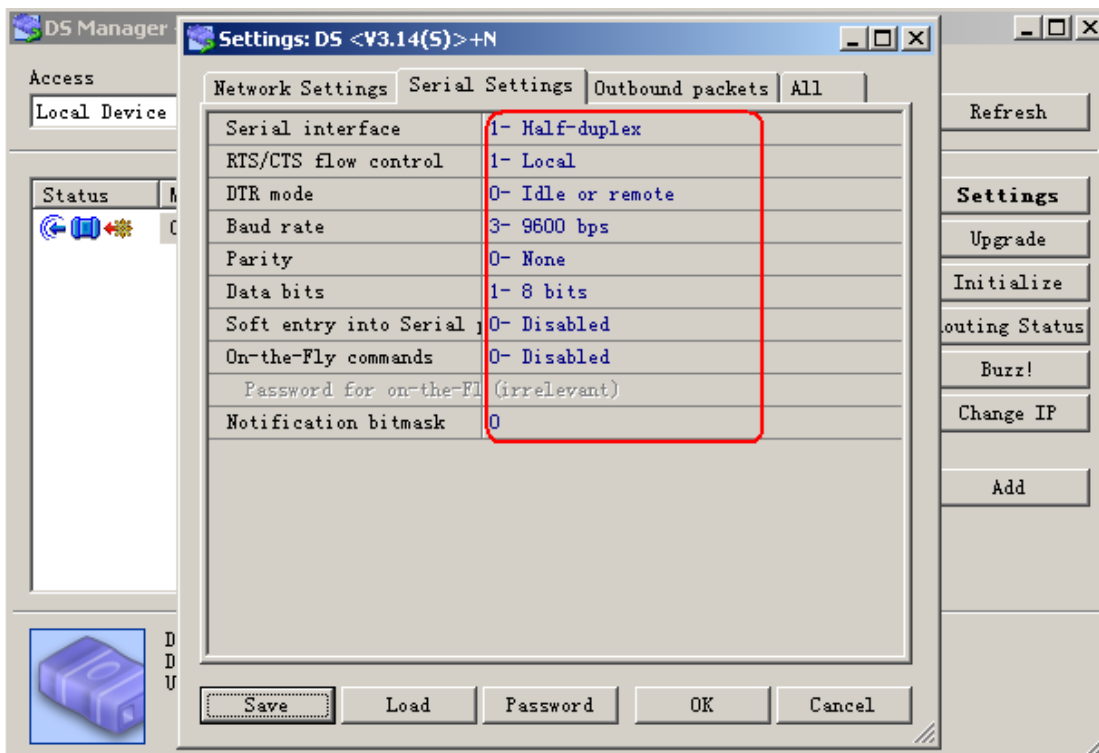 DS Manager
Settings: DS <V3.14(S)>+N
Access
Local Device
Network Settings Serial Settings Outbound packets All
Refresh
Serial interface 1- Half-duplex
RTS/CTS flow control 1- Local
Status
DTR mode 0- Idle or remote
Settings
Baud rate 3- 9600 bps
Upgrade
Parity 0- None
Data bits 1- 8 bits
Initialize
Soft entry into Serial 0- Disabled
outing Status
On-the-Fly commands 0- Disabled
Buzz!
Password for on-the-Fl (irrelevant)
Notification bitmask 0
Change IP
Add
D
D
U
Save Load Password OK Cancel